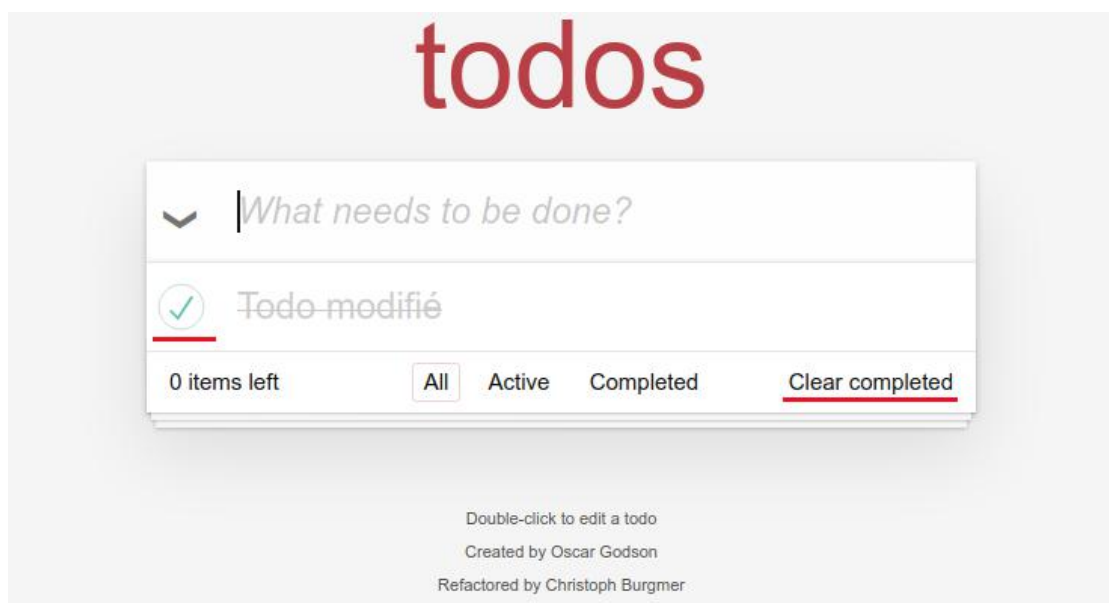 todos
What needs to be done?
Todo modifié
0 items left All Active Completed Clear completed
Double-click to edit a todo
Created by Oscar Godson
Refactored by Christoph Burgmer